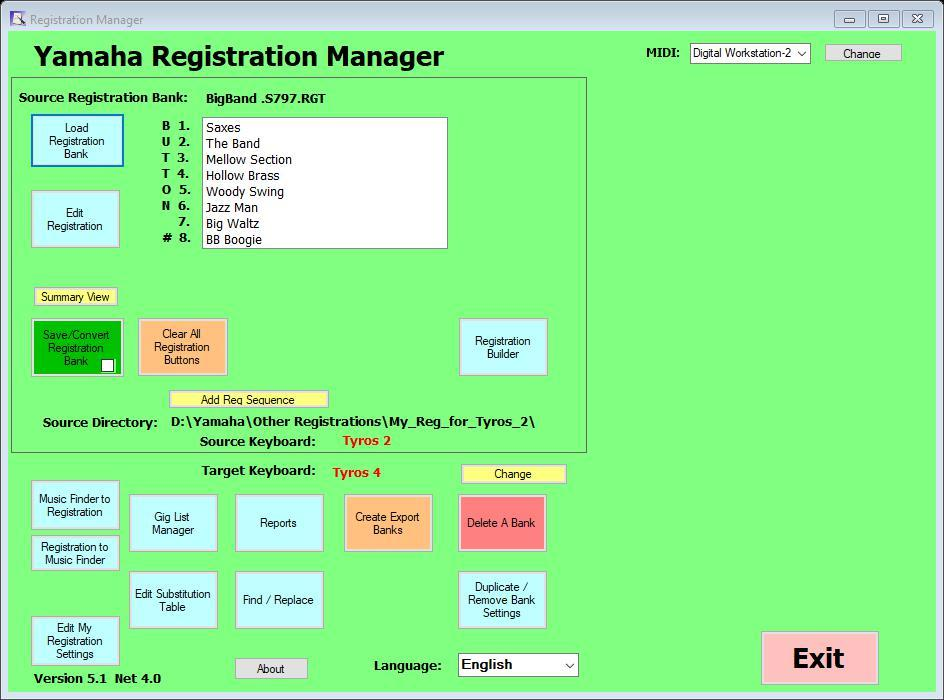 Registration Manager
Yamaha Registration Manager
MIDI: Digital Workstation-2 Change
Source Registration Bank: BigBand .S797.RGT
Load
Registration
Bank
B 1. Saxes
U 2. The Band
T 3. Mellow Section
T 4. Hollow Brass
O 5. Woody Swing
N 6. Jazz Man
7. Big Waltz
# 8. BB Boogie
Edit
Registration
Summary View
Save/Convert
Registration
Bank
Clear All
Registration
Buttons
Registration
Builder
Add Reg Sequence
Source Directory: D:\Yamaha\Other Registrations\My_Reg_for_Tyros_2\
Source Keyboard: Tyros 2
Target Keyboard: Tyros 4
Change
Music Finder to
Registration
Gig List
Manager
Reports
Create Export
Banks
Delete A Bank
Registration to
Music Finder
Edit Substitution
Table
Find / Replace
Duplicate /
Remove Bank
Settings
Edit My
Registration
Settings
About
Language: English
Exit
Version 5.1 Net 4.0